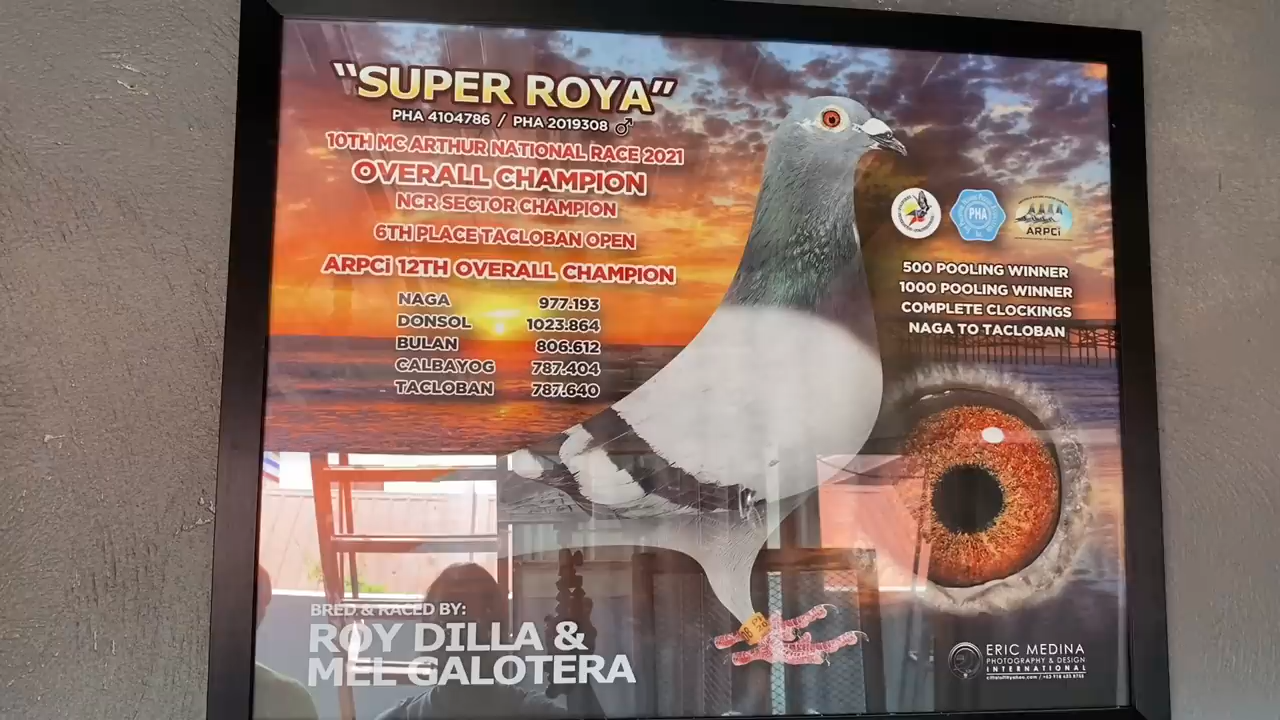 "SUPER ROYA"
PHA 4104786 / PHA 2019308 ♂
10TH MC ARTHUR NATIONAL RACE 2021
OVERALL CHAMPION
NCR SECTOR CHAMPION
6TH PLACE TACLOBAN OPEN
ARPCi 12TH OVERALL CHAMPION
NAGA 977.193
DONSOL 1023.864
BULAN 806.612
CALBAYOG 787.404
TACLOBAN 787.640
PHA
ARPCi
500 POOLING WINNER
1000 POOLING WINNER
COMPLETE CLOCKINGS
NAGA TO TACLOBAN
BRED & RACED BY:
ROY DILLA &
MEL GALOTERA
ERIC MEDINA
PHOTOGRAPHY & DESIGN
INTERNATIONAL